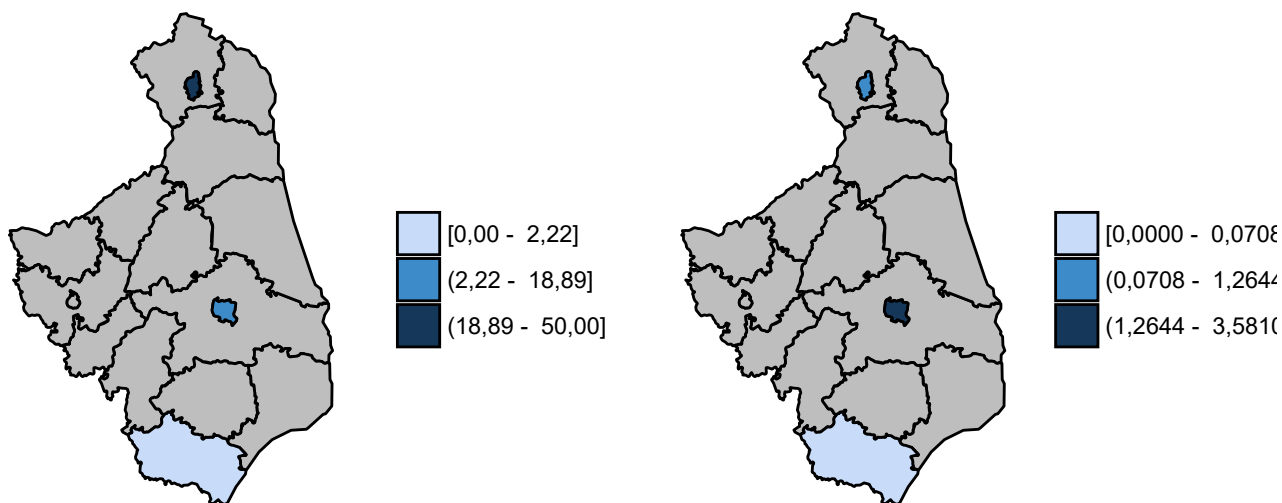 [0,00 - 2,22]
(2,22 - 18,89]
(18,89 - 50,00]
[0,0000 - 0,0708
(0,0708 - 1,2644
(1,2644 - 3,5810